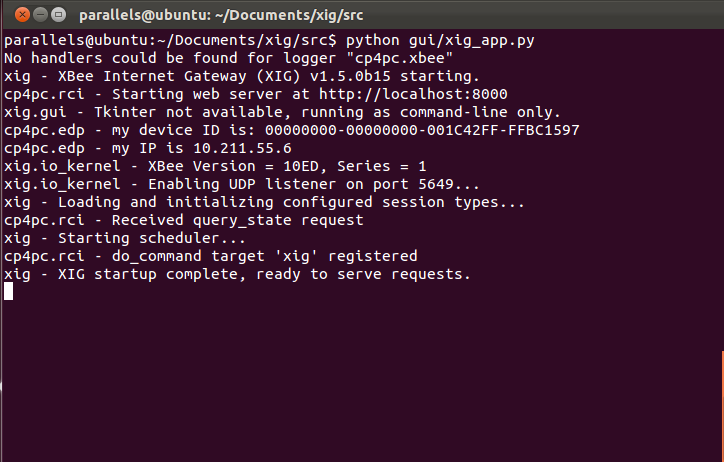 parallels@ubuntu: ~/Documents/xig/src
parallels@ubuntu:~/Documents/xig/src$ python gui/xig_app.py
No handlers could be found for logger "cp4pc.xbee"
xig - XBee Internet Gateway (XIG) v1.5.0b15 starting.
cp4pc.rci - Starting web server at http://localhost:8000
xig.gui - Tkinter not available, running as command-line only.
cp4pc.edp - my device ID is: 00000000-00000000-001C42FF-FFBC1597
cp4pc.edp - my IP is 10.211.55.6
xig.io_kernel - XBee Version = 10ED, Series = 1
xig.io_kernel - Enabling UDP listener on port 5649...
xig - Loading and initializing configured session types...
cp4pc.rci - Received query_state request
xig - Starting scheduler...
cp4pc.rci - do_command target 'xig' registered
xig - XIG startup complete, ready to serve requests.